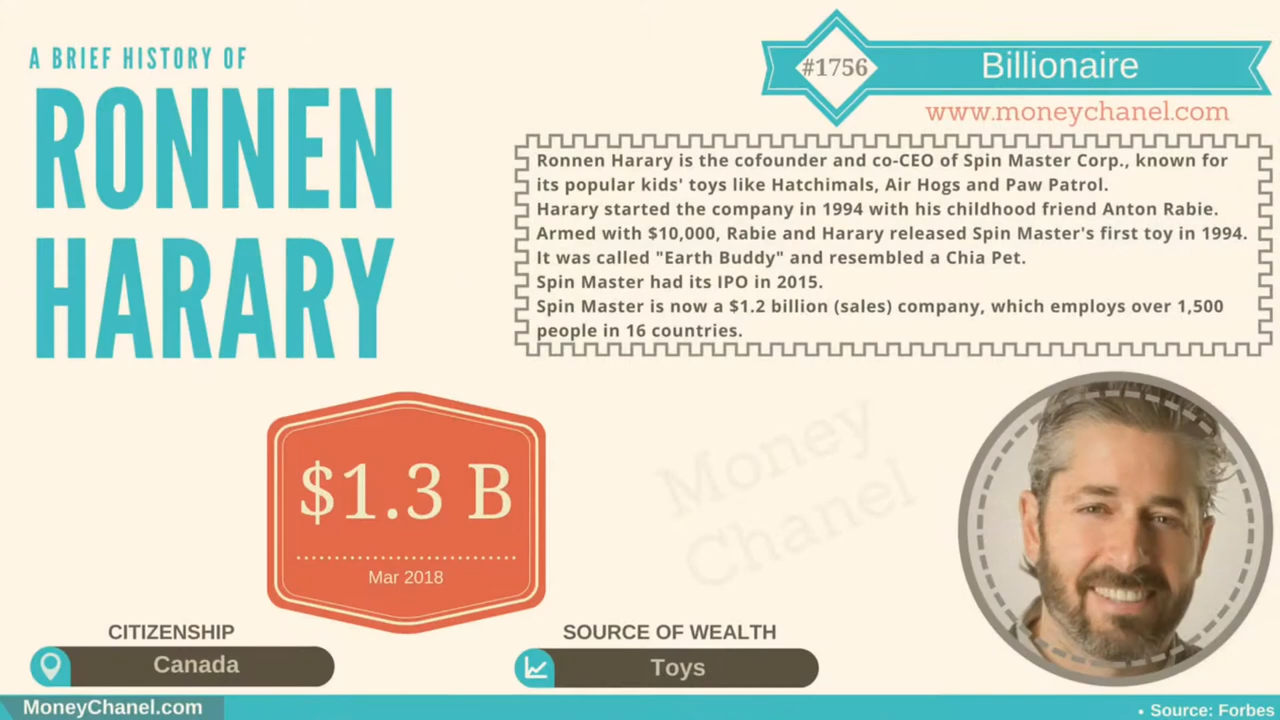 A BRIEF HISTORY OF
RONNEN
HARARY
#1756
Billionaire
www.moneychanel.com
Ronnen Harary is the cofounder and co-CEO of Spin Master Corp., known for
its popular kids' toys like Hatchimals, Air Hogs and Paw Patrol.
Harary started the company in 1994 with his childhood friend Anton Rabie.
Armed with $10,000, Rabie and Harary released Spin Master's first toy in 1994.
It was called "Earth Buddy" and resembled a Chia Pet.
Spin Master had its IPO in 2015.
Spin Master is now a $1.2 billion (sales) company, which employs over 1,500
people in 16 countries.
$1.3 B
Mar 2018
Money
Chanel
CITIZENSHIP
Canada
SOURCE OF WEALTH
Toys
MoneyChanel.com
• Source: Forbes